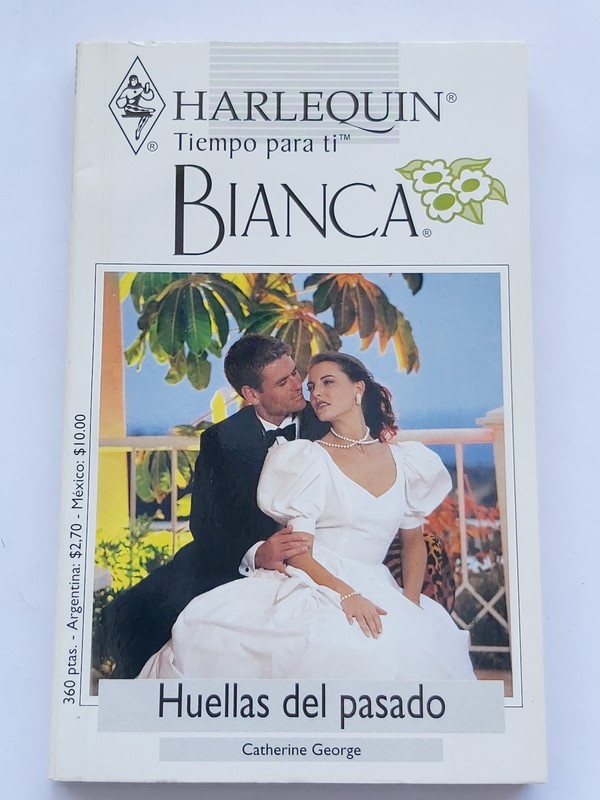 HARLEQUIN®
®
Tiempo para ti™
BIANCA®
360 ptas. - Argentina: $2,70 - México: $10.00
Huellas del pasado
Catherine George